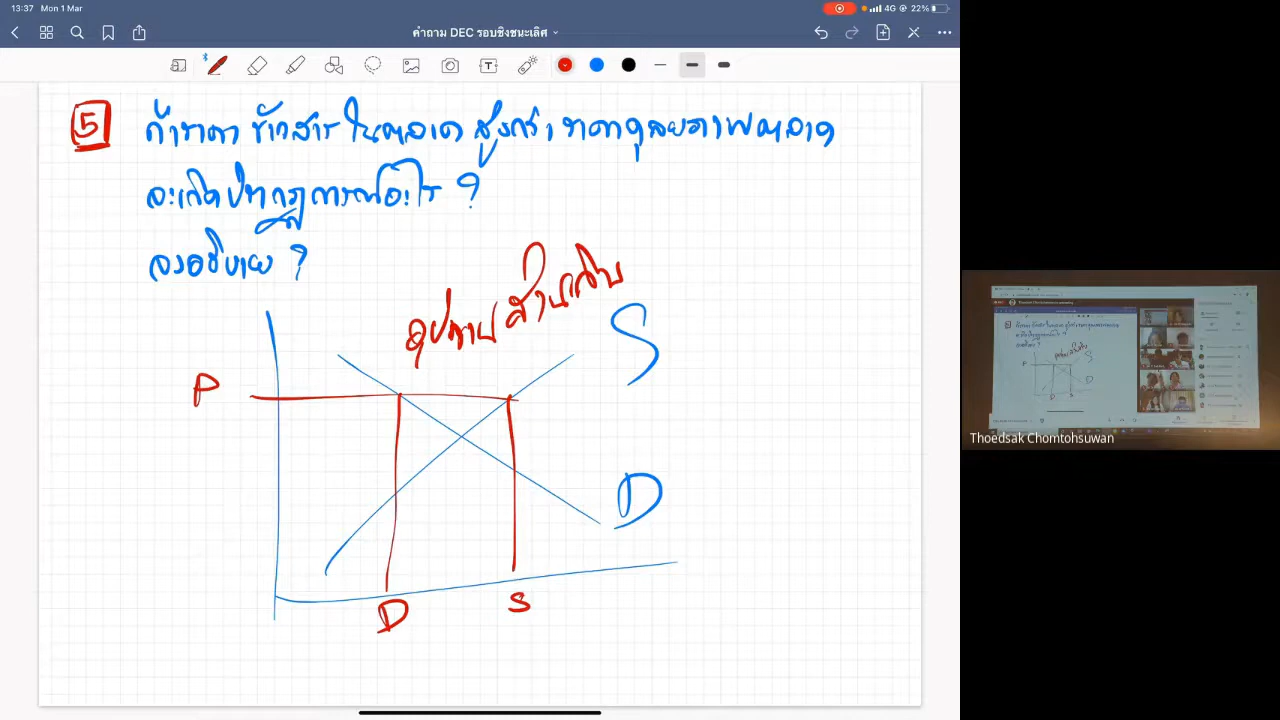 13:37 Mon 1 Mar
4G 22%
คำถาม DEC รอบชิงชนะเลิศ
5 ถ้าราคา ข้าวสาร ในตลาด สูงกว่า ราคาดุลยภาพตลาด
จะเกิดปรากฏการณ์อะไร ?
จงอธิบาย ?
อุปทานส่วนเกิน
S
P
D
D S
Thoedsak Chomtohsuwan